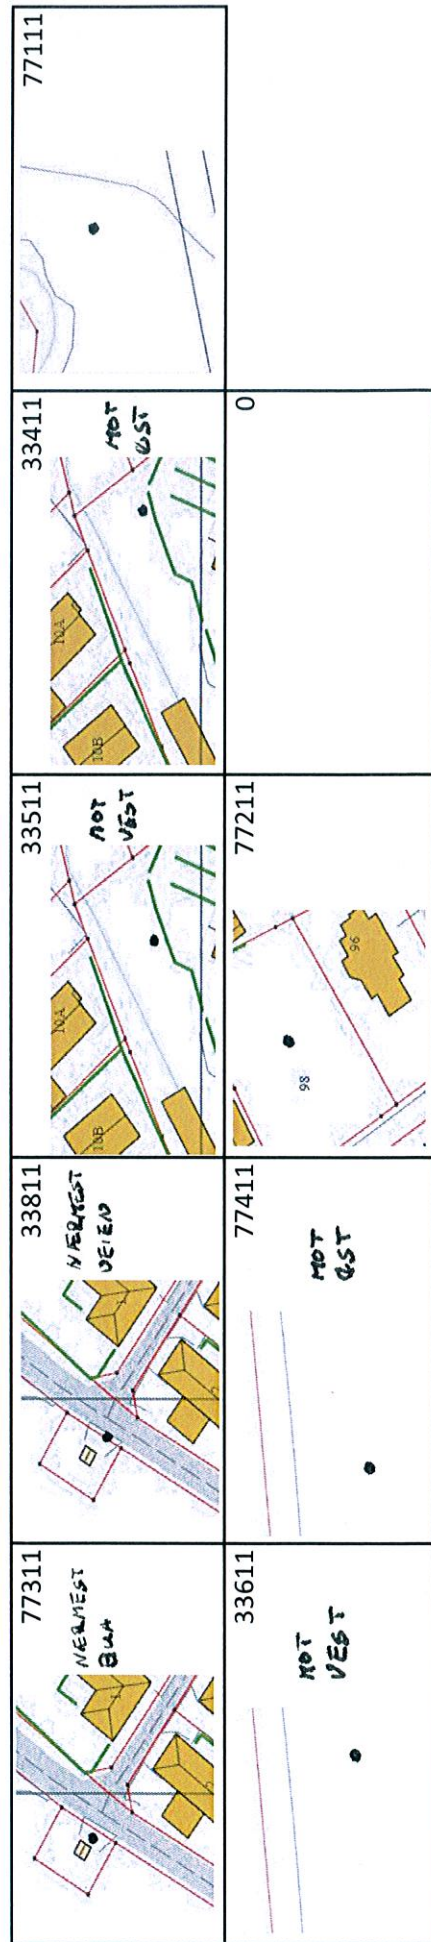 77311
NÆRMEST
BUA
33811
NÆRMEST
VEIEN
33511
MOT
VEST
10A
10B
33411
MOT
ØST
10A
10B
77111
33611
MOT
VEST
77411
MOT
ØST
77211
98
96
0